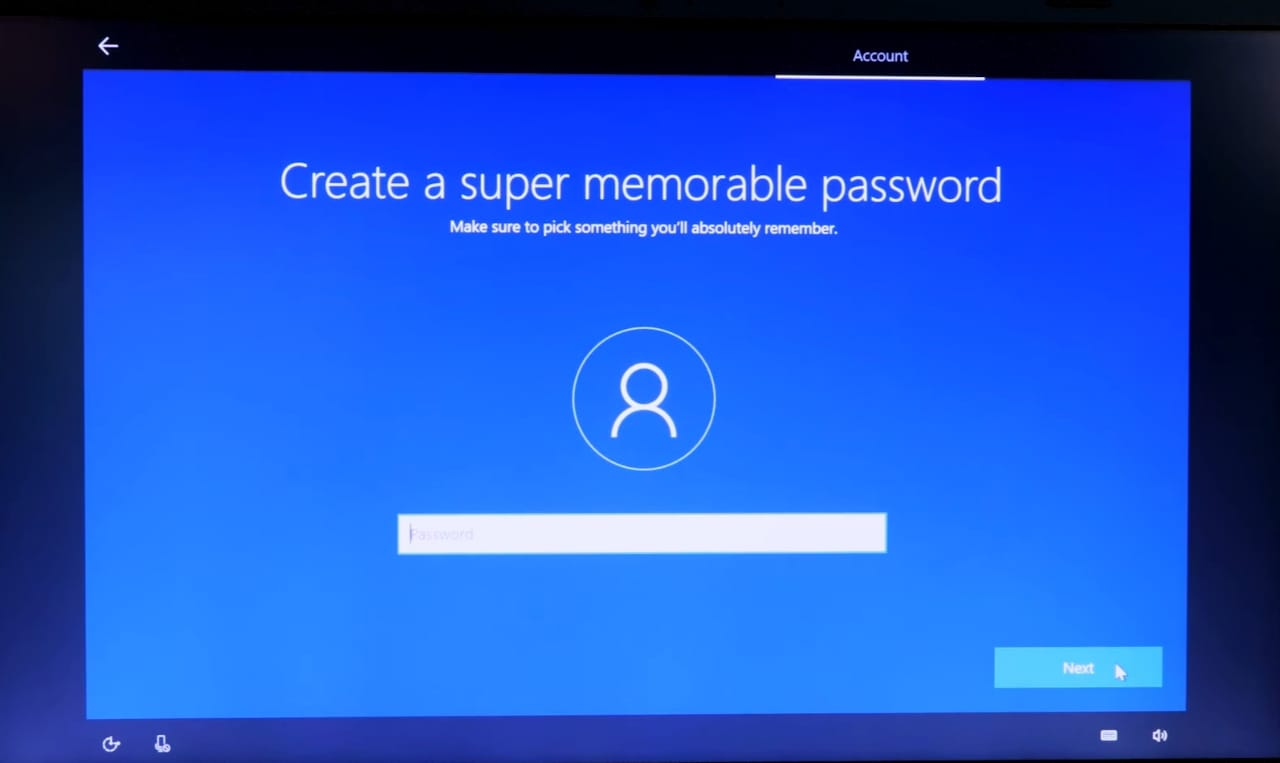 Account
Create a super memorable password
Make sure to pick something you'll absolutely remember.
Password
Next